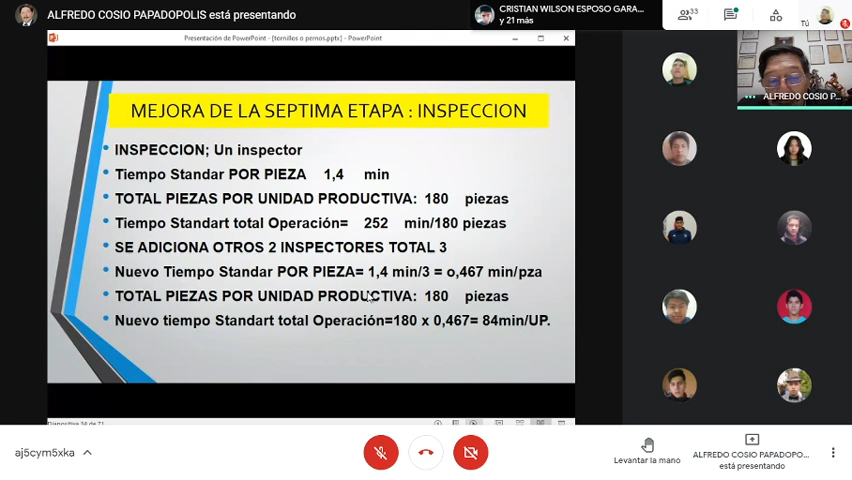 ALFREDO COSIO PAPADOPOLIS está presentando
CRISTIAN WILSON ESPOSO GARA...
y 21 más
33
Tú
Presentación de PowerPoint - [tornillos o pernos.pptx] - PowerPoint
ALFREDO COSIO P...
MEJORA DE LA SEPTIMA ETAPA : INSPECCION
• INSPECCION; Un inspector
• Tiempo Standar POR PIEZA 1,4 min
• TOTAL PIEZAS POR UNIDAD PRODUCTIVA: 180 piezas
• Tiempo Standart total Operación= 252 min/180 piezas
• SE ADICIONA OTROS 2 INSPECTORES TOTAL 3
• Nuevo Tiempo Standar POR PIEZA= 1,4 min/3 = 0,467 min/pza
• TOTAL PIEZAS POR UNIDAD PRODUCTIVA: 180 piezas
• Nuevo tiempo Standart total Operación=180 x 0,467= 84min/UP.
aj5cym5xka
Levantar la mano
ALFREDO COSIO PAPADOPO...
está presentando